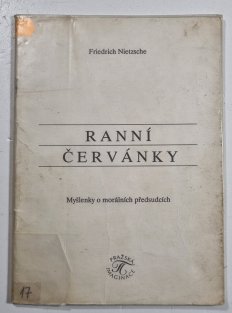 Friedrich Nietzsche
RANNÍ
ČERVÁNKY
Myšlenky o morálních předsudcích
PRAŽSKÁ
IMAGINACE
17